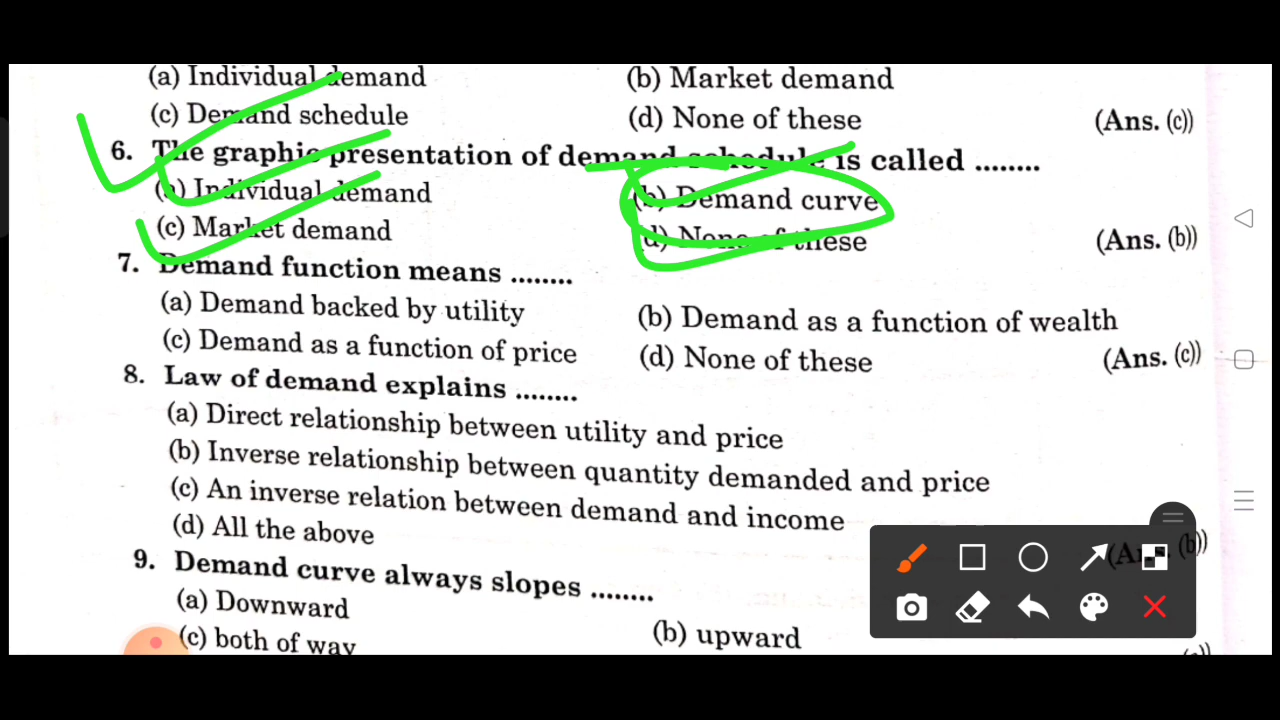 (a) Individual demand (b) Market demand
(c) Demand schedule (d) None of these (Ans. (c))
6. The graphic presentation of demand schedule is called ........
(a) Individual demand (b) Demand curve
(c) Market demand (d) None of these (Ans. (b))
7. Demand function means ........
(a) Demand backed by utility (b) Demand as a function of wealth
(c) Demand as a function of price (d) None of these (Ans. (c))
8. Law of demand explains ........
(a) Direct relationship between utility and price
(b) Inverse relationship between quantity demanded and price
(c) An inverse relation between demand and income
(d) All the above (Ans. (b))
9. Demand curve always slopes ........
(a) Downward (b) upward
(c) both of way